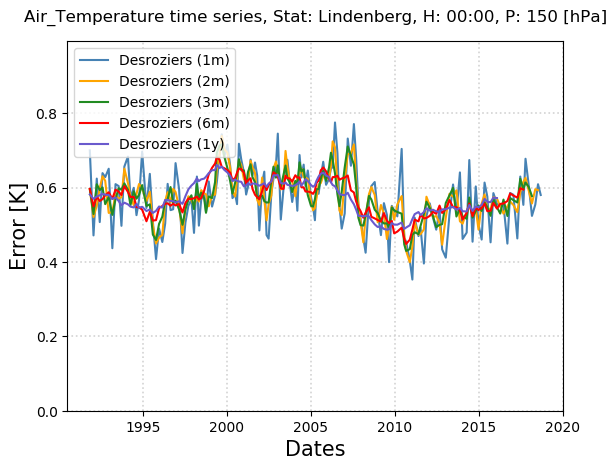 Air_Temperature time series, Stat: Lindenberg, H: 00:00, P: 150 [hPa]
Desroziers (1m)
Desroziers (2m)
Desroziers (3m)
Desroziers (6m)
Desroziers (1y)
Error [K]
0.8
0.6
0.4
0.2
0.0
1995 2000 2005 2010 2015 2020
Dates